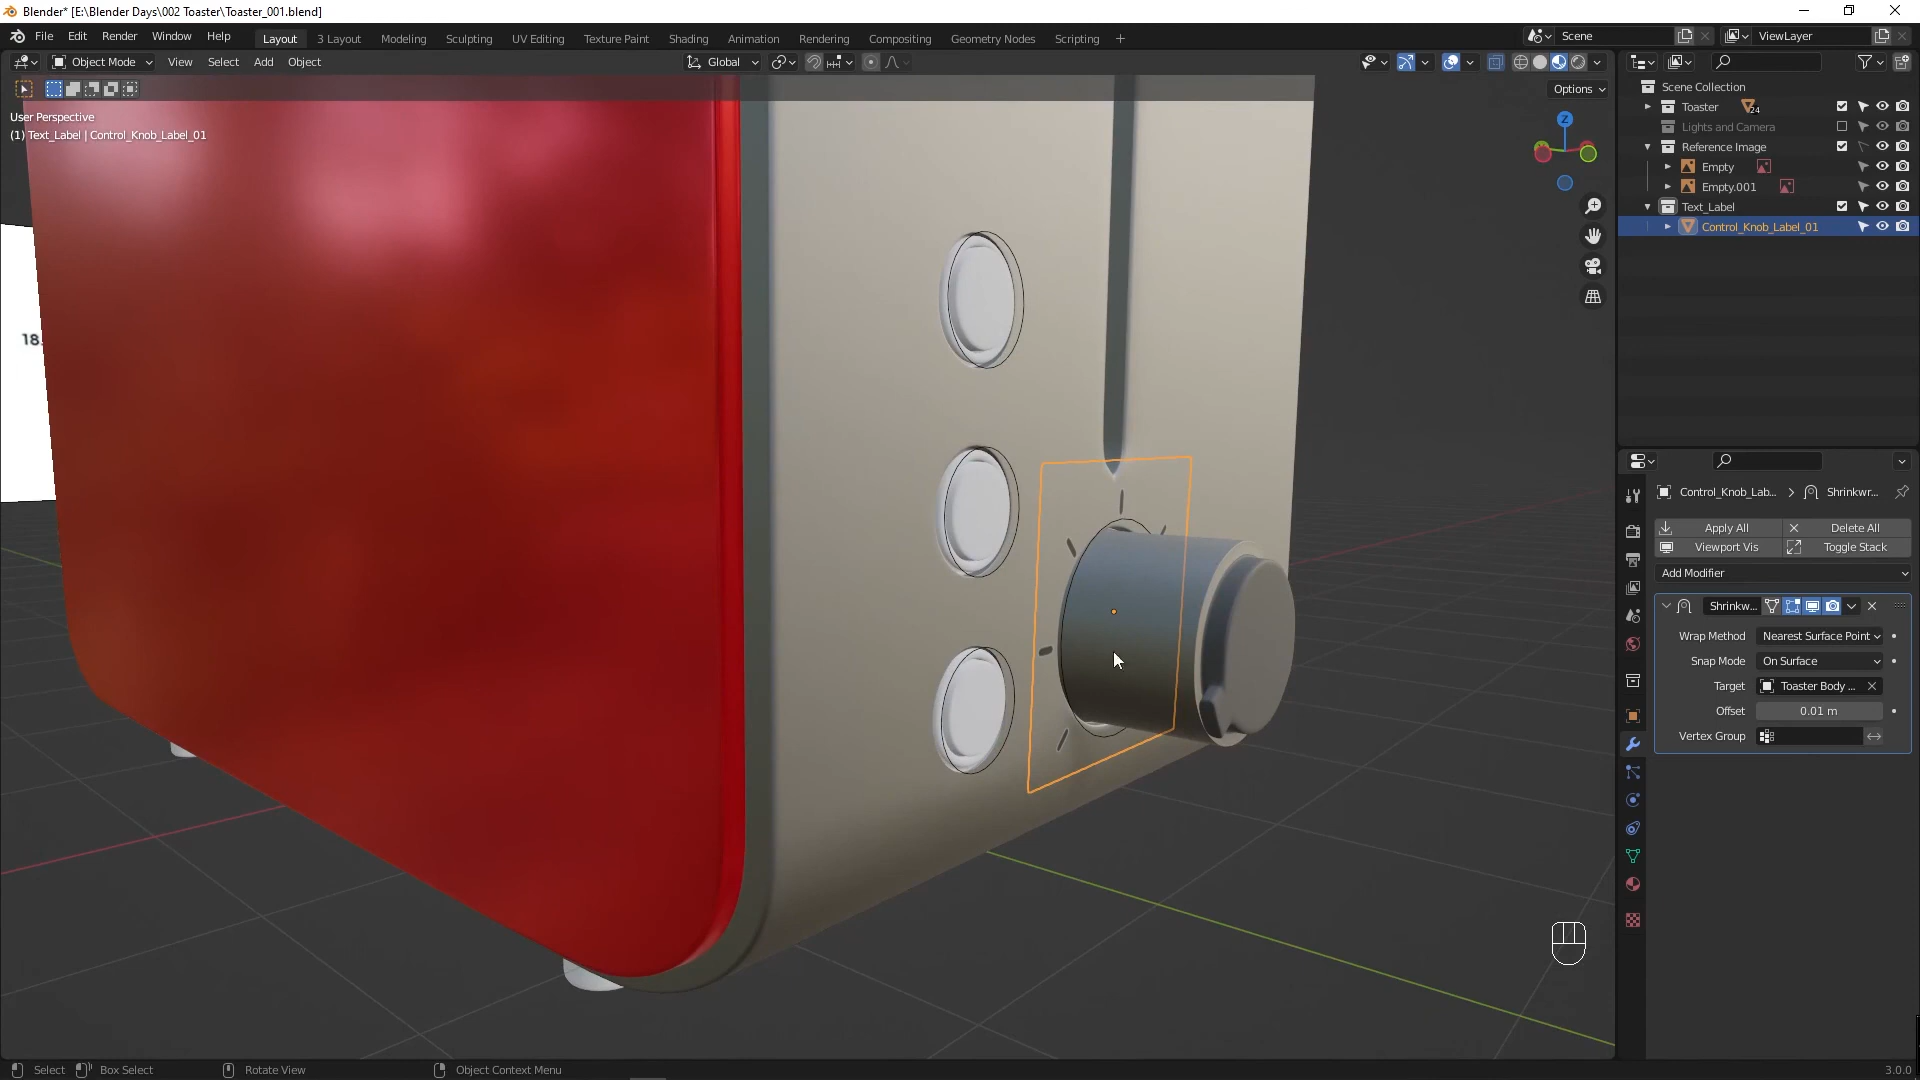 Blender* [E:\Blender Days\002 Toaster\Toaster_001.blend]
File Edit Render Window Help
Layout 3 Layout Modeling Sculpting UV Editing Texture Paint Shading Animation Rendering Compositing Geometry Nodes Scripting +
Scene
ViewLayer
Object Mode View Select Add Object
Global
Options
User Perspective
(1) Text_Label | Control_Knob_Label_01
Z
18.
Scene Collection
Toaster 24
Lights and Camera
Reference Image
Empty
Empty.001
Text_Label
Control_Knob_Label_01
Control_Knob_Lab... > Shrinkwr...
Apply All Delete All
Viewport Vis Toggle Stack
Add Modifier
Shrinkw...
Wrap Method Nearest Surface Point
Snap Mode On Surface
Target Toaster Body ...
Offset 0.01 m
Vertex Group
Select Box Select Rotate View Object Context Menu
3.0.0